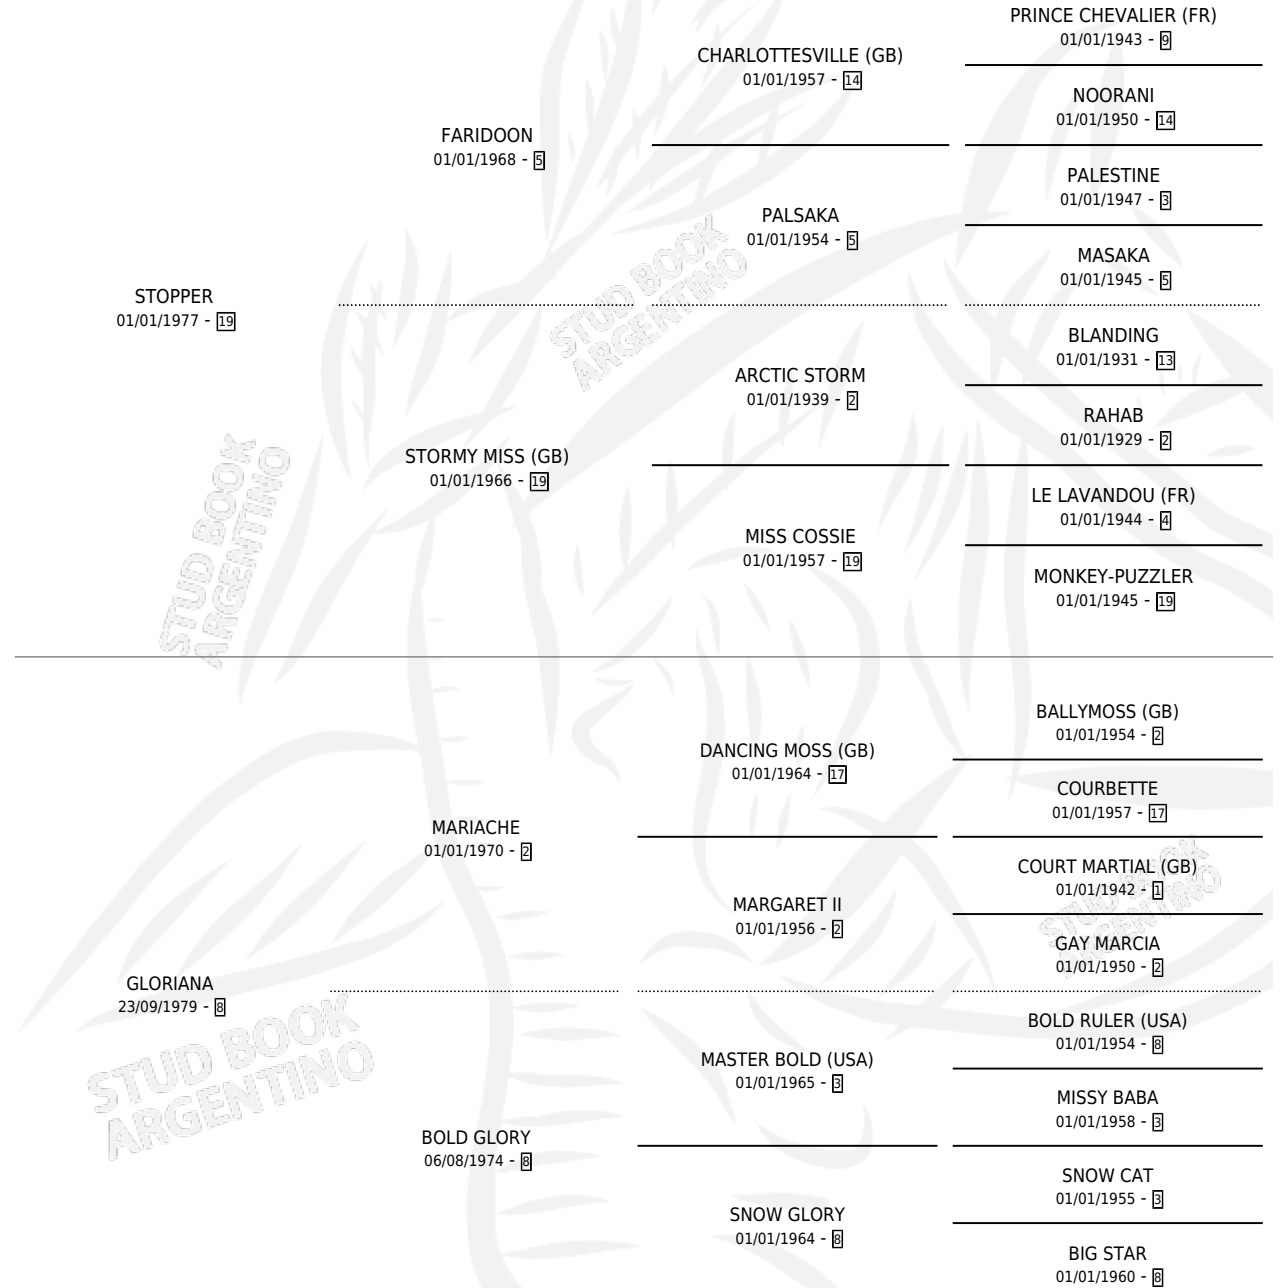 PRINCE CHEVALIER (FR)
01/01/1943 - 9
CHARLOTTESVILLE (GB)
01/01/1957 - 14
NOORANI
01/01/1950 - 14
FARIDOON
01/01/1968 - 5
PALESTINE
01/01/1947 - 3
PALSAKA
01/01/1954 - 5
MASAKA
01/01/1945 - 5
STOPPER
01/01/1977 - 19
BLANDING
01/01/1931 - 13
ARCTIC STORM
01/01/1939 - 2
RAHAB
01/01/1929 - 2
STORMY MISS (GB)
01/01/1966 - 19
LE LAVANDOU (FR)
01/01/1944 - 4
MISS COSSIE
01/01/1957 - 19
MONKEY-PUZZLER
01/01/1945 - 19
BALLYMOSS (GB)
01/01/1954 - 2
DANCING MOSS (GB)
01/01/1964 - 17
COURBETTE
01/01/1957 - 17
MARIACHE
01/01/1970 - 2
COURT MARTIAL (GB)
01/01/1942 - 1
MARGARET II
01/01/1956 - 2
GAY MARCIA
01/01/1950 - 2
GLORIANA
23/09/1979 - 8
BOLD RULER (USA)
01/01/1954 - 8
MASTER BOLD (USA)
01/01/1965 - 3
MISSY BABA
01/01/1958 - 3
BOLD GLORY
06/08/1974 - 8
SNOW CAT
01/01/1955 - 3
SNOW GLORY
01/01/1964 - 8
BIG STAR
01/01/1960 - 8
STUD BOOK
ARGENTINO
STUD BOOK
ARGENTINO
STUD BOOK
ARGENTINO
STUD BOOK
ARGENTINO